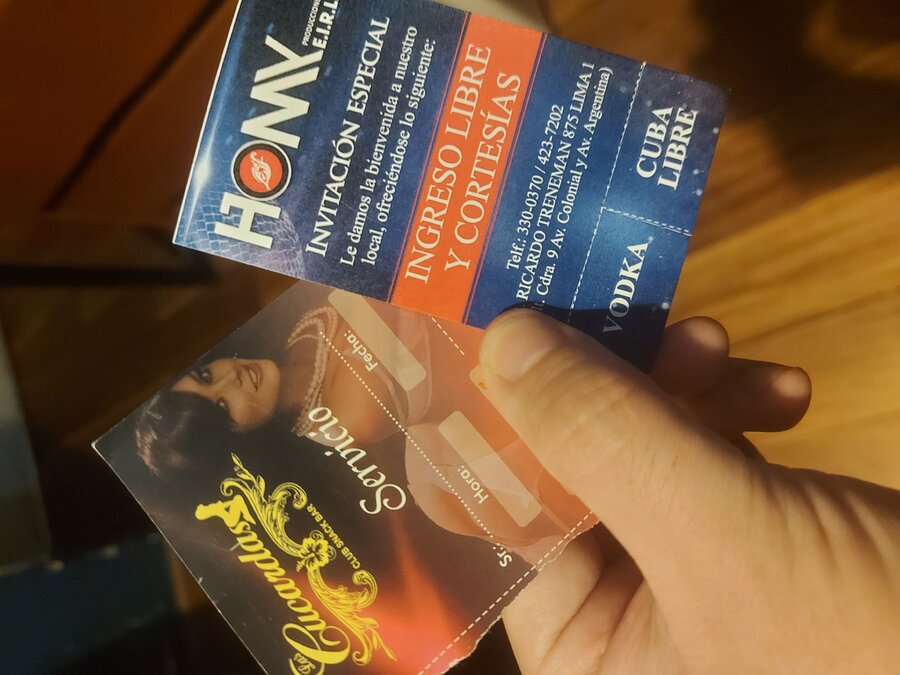 HOMY
PRODUCCIONES
E.I.R.L
INVITACIÓN ESPECIAL
Le damos la bienvenida a nuestro
local, ofreciéndose lo siguiente:
INGRESO LIBRE
Y CORTESÍAS
Telf.: 330-0370 / 423-7202
RICARDO TRENEMAN 875 LIMA 1
Cdra. 9 Av. Colonial y Av. Argentina)
VODKA
CUBA
LIBRE
Las Cucardas
CLUB SNACK BAR
Servicio
Fecha:
Hora:
Sr.: